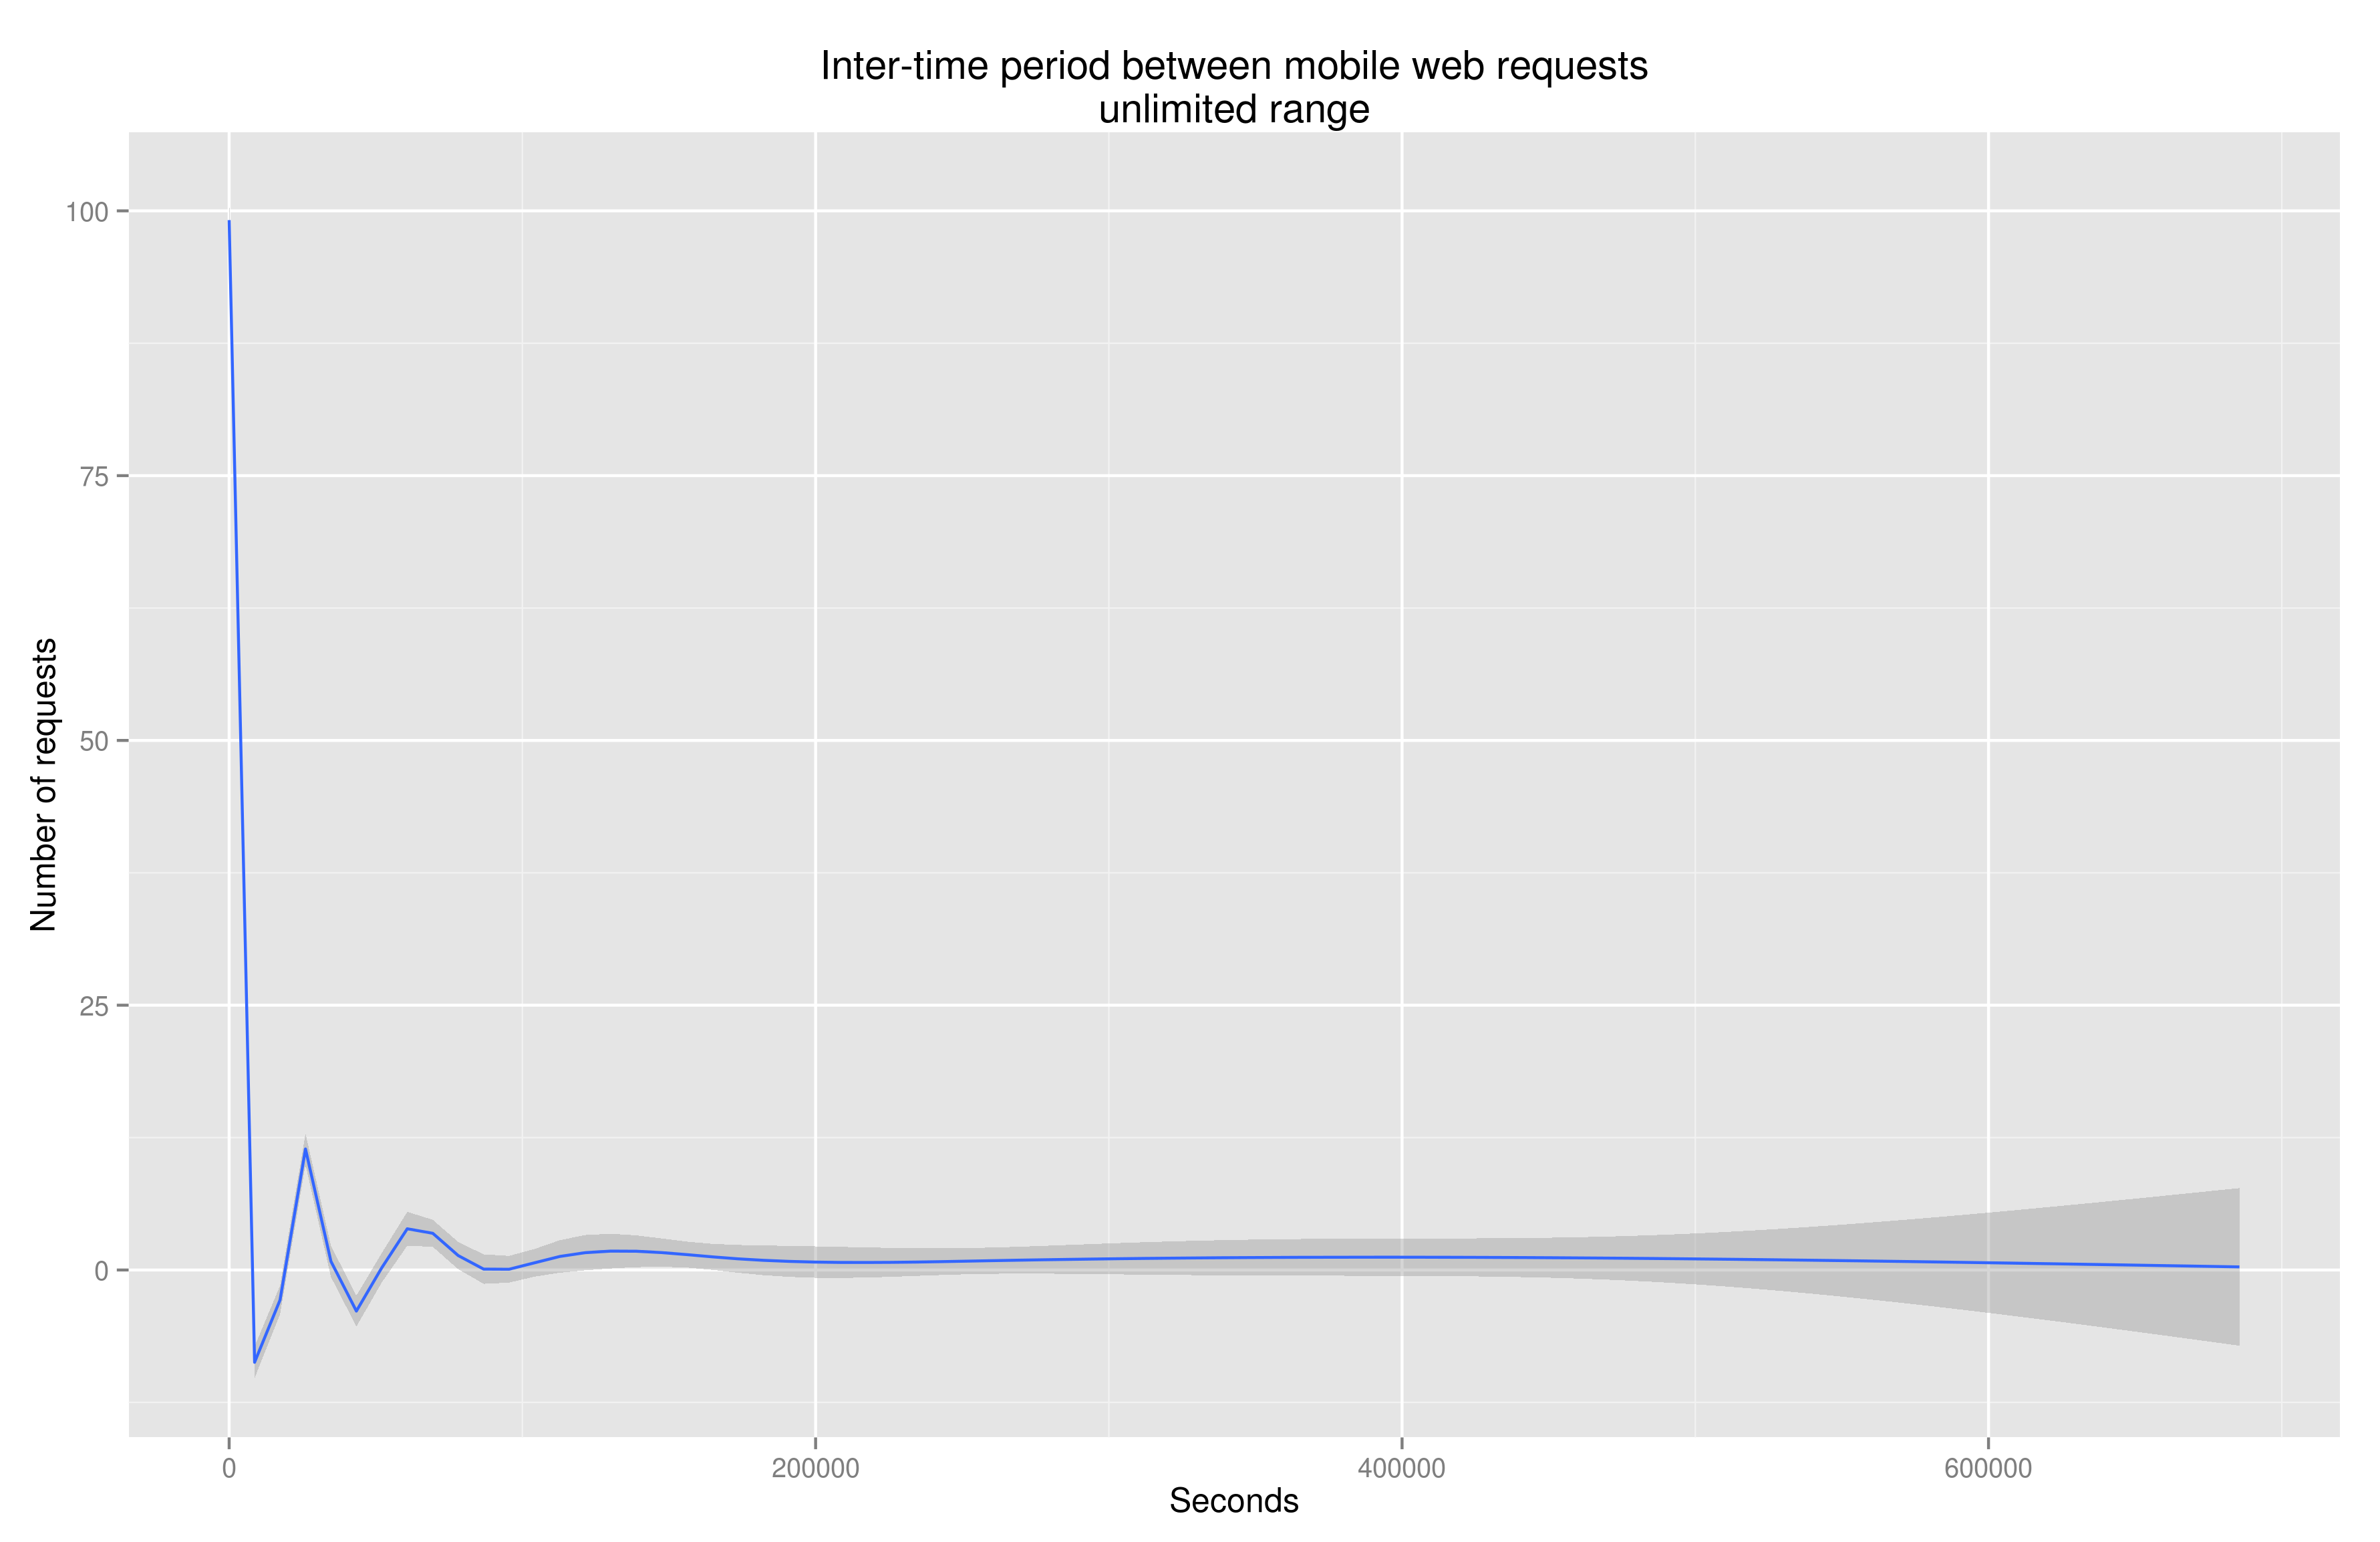 Inter-time period between mobile web requests
unlimited range
Number of requests
100
75
50
25
0
0
200000
400000
600000
Seconds